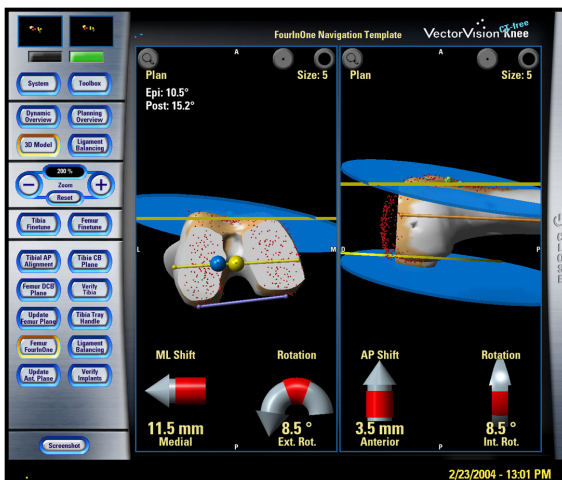 FourInOne Navigation Template
VectorVision Knee
CT-free
System
Toolbox
Dynamic
Overview
Planning
Overview
3D Model
Ligament
Balancing
200 %
Zoom
Reset
Tibia
Finetune
Femur
Finetune
Tibial AP
Alignment
Tibia CB
Plane
Femur DCB
Plane
Verify
Tibia
Update
Femur Plane
Tibia Tray
Handle
Femur
FourInOne
Ligament
Balancing
Update
Ant. Plane
Verify
Implants
Screenshot
A
Plan
Size: 5
Epi: 10.5°
Post: 15.2°
L
M
ML Shift
Rotation
11.5 mm
Medial
8.5 °
Ext. Rot.
P
A
Plan
Size: 5
D
P
AP Shift
Rotation
3.5 mm
Anterior
8.5 °
Int. Rot.
P
CLOSE
2/23/2004 - 13:01 PM